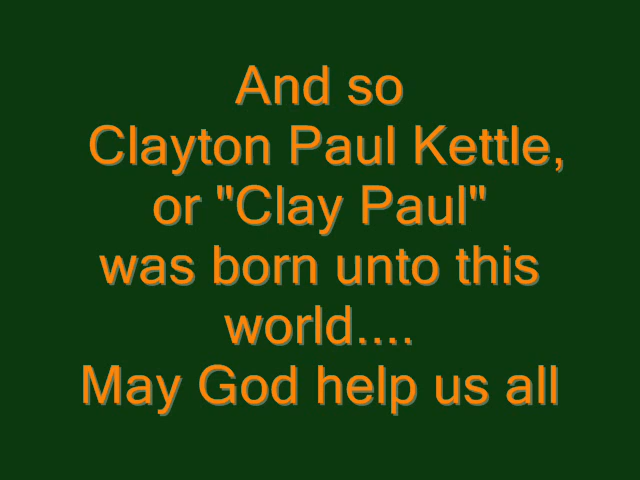 And so
Clayton Paul Kettle,
or "Clay Paul"
was born unto this
world....
May God help us all